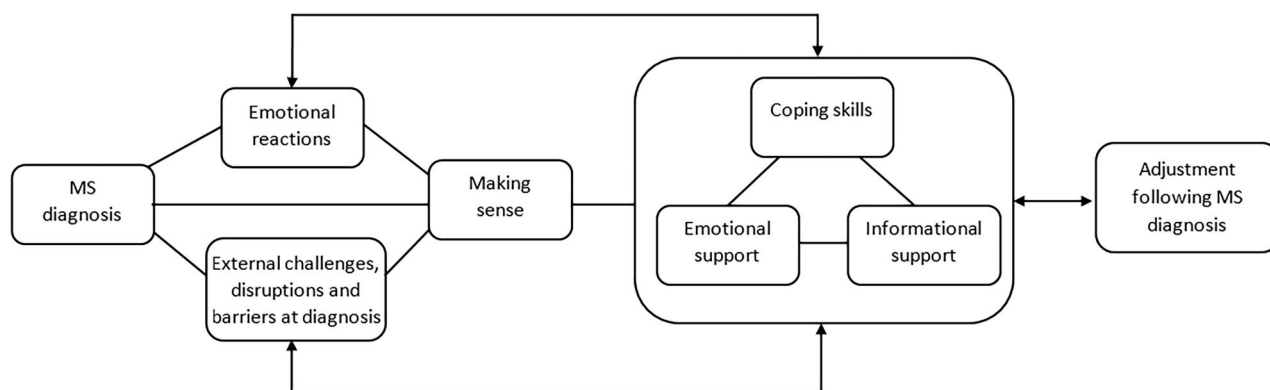 Emotional
reactions
MS
diagnosis
External challenges,
disruptions and
barriers at diagnosis
Making
sense
Coping skills
Emotional
support
Informational
support
Adjustment
following MS
diagnosis